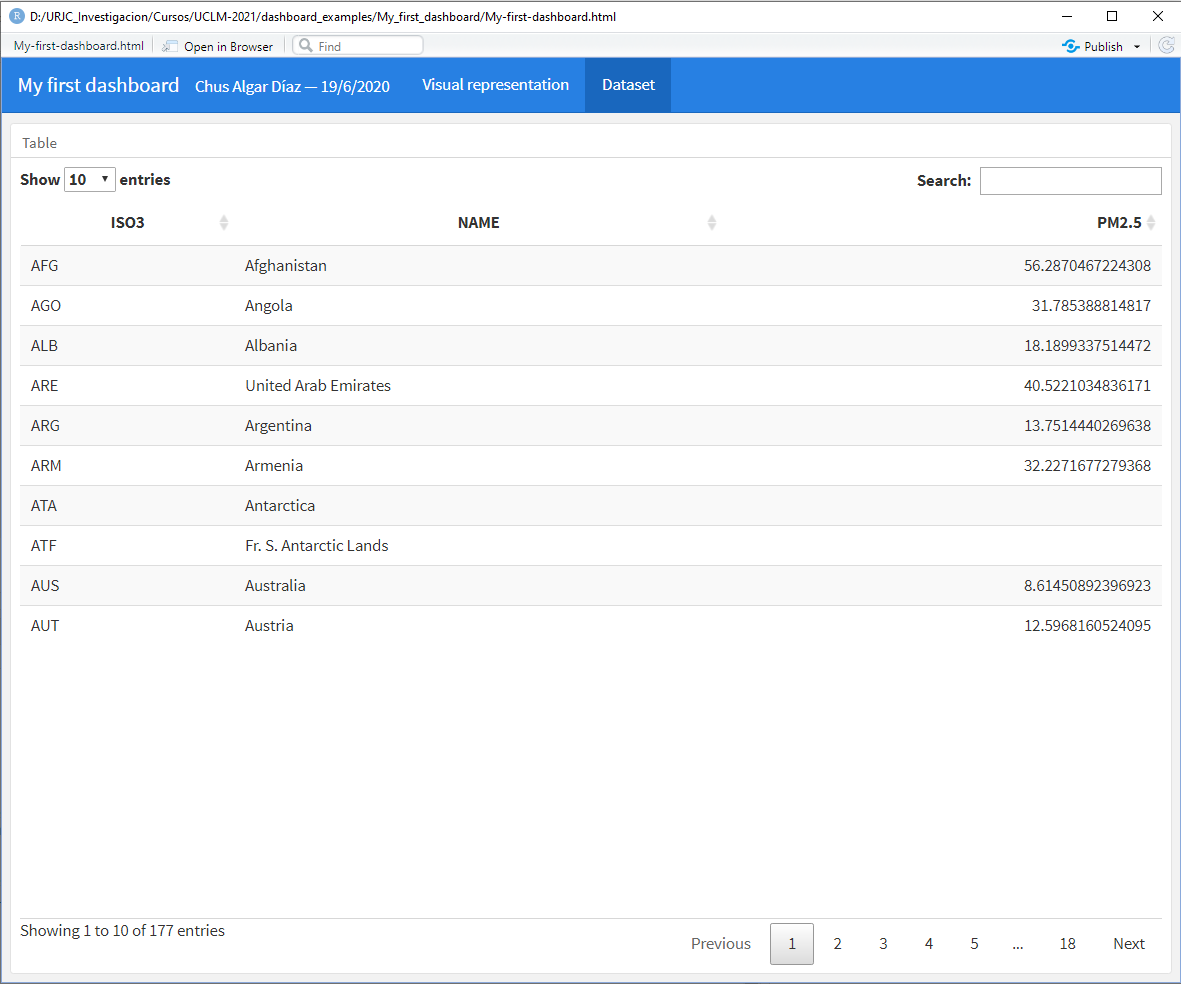 D:/URJC_Investigacion/Cursos/UCLM-2021/dashboard_examples/My_first_dashboard/My-first-dashboard.html
My-first-dashboard.html Open in Browser Find Publish
My first dashboard Chus Algar Díaz — 19/6/2020 Visual representation Dataset
Table
Show 10 entries Search:
ISO3 NAME PM2.5
AFG Afghanistan 56.2870467224308
AGO Angola 31.785388814817
ALB Albania 18.1899337514472
ARE United Arab Emirates 40.5221034836171
ARG Argentina 13.7514440269638
ARM Armenia 32.2271677279368
ATA Antarctica
ATF Fr. S. Antarctic Lands
AUS Australia 8.61450892396923
AUT Austria 12.5968160524095
Showing 1 to 10 of 177 entries
Previous 1 2 3 4 5 ... 18 Next